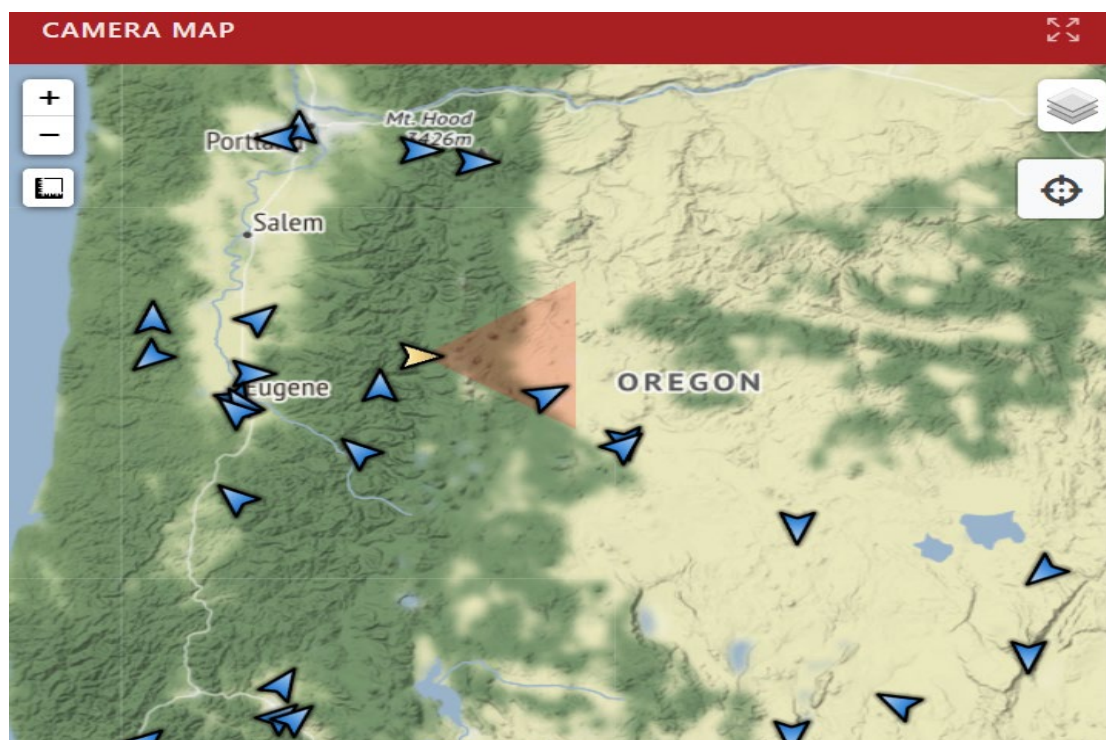 CAMERA MAP
+
−
Mt. Hood
3426m
Portland
Salem
Eugene
OREGON